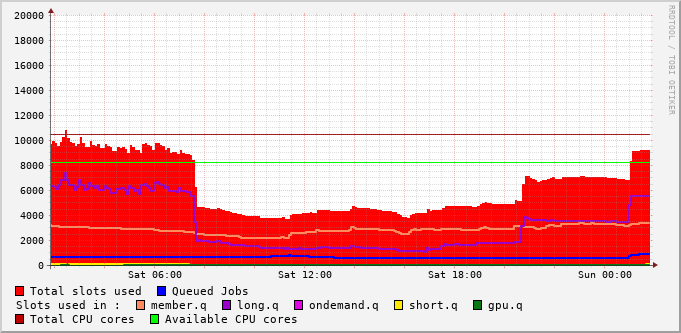 RRDTOOL / TOBI OETIKER
20000
18000
16000
14000
12000
10000
8000
6000
4000
2000
0
Sat 06:00 Sat 12:00 Sat 18:00 Sun 00:00
Total slots used Queued Jobs
Slots used in : member.q long.q ondemand.q short.q gpu.q
Total CPU cores Available CPU cores